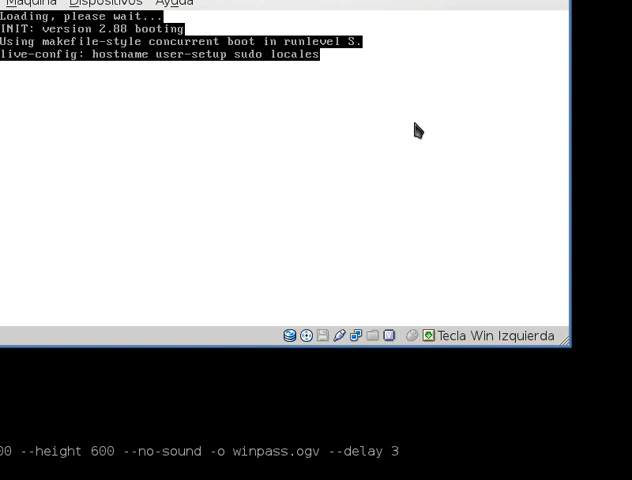 Máquina Dispositivos Ayuda
Loading, please wait...
INIT: version 2.88 booting
Using makefile-style concurrent boot in runlevel S.
live-config: hostname user-setup sudo locales
Tecla Win Izquierda
00 --height 600 --no-sound -o winpass.ogv --delay 3